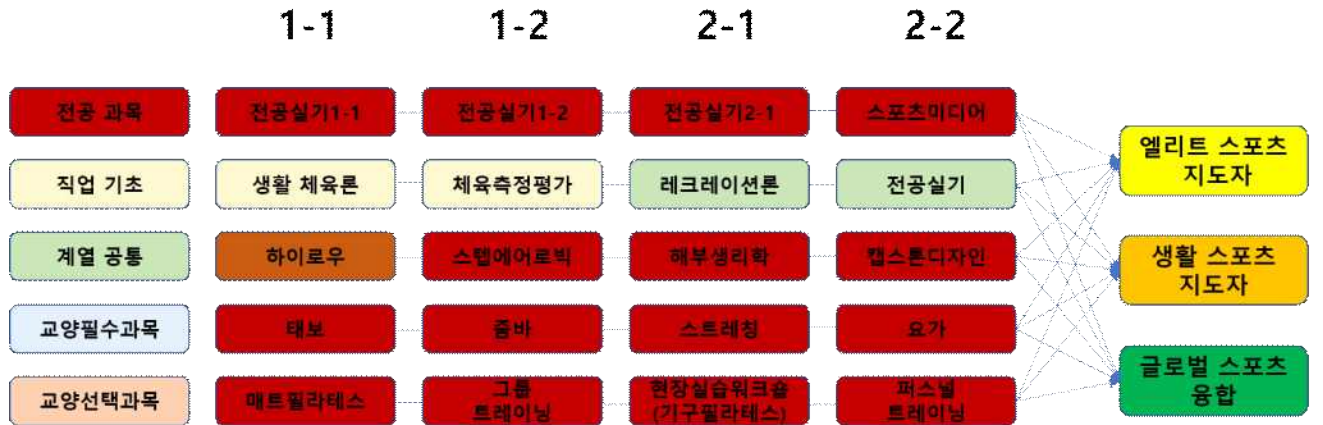 1-1 1-2 2-1 2-2
전공 과목 전공실기1-1 전공실기1-2 전공실기2-1 스포츠미디어
엘리트 스포츠
지도자
직업 기초 생활 체육론 체육측정평가 레크레이션론 전공실기
계열 공통 하이로우 스텝에어로빅 해부생리학 캡스톤디자인
생활 스포츠
지도자
교양필수과목 태보 줌바 스트레칭 요가
글로벌 스포츠
융합
교양선택과목 매트필라테스
그룹
트레이닝
현장실습워크숍
(기구필라테스)
퍼스널
트레이닝